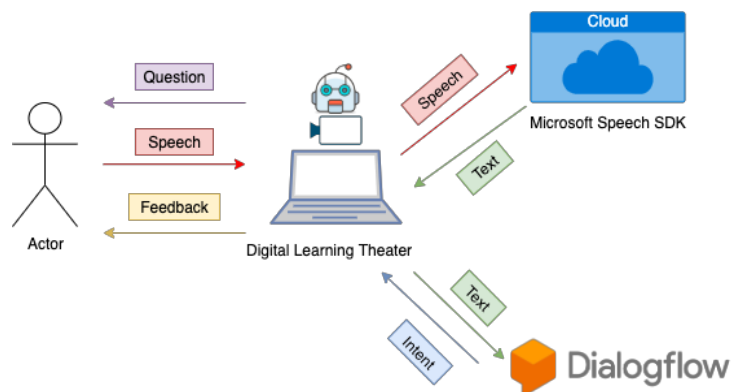 Cloud
Question
Speech
Microsoft Speech SDK
Speech
Text
Feedback
Actor
Digital Learning Theater
Text
Intent
Dialogflow